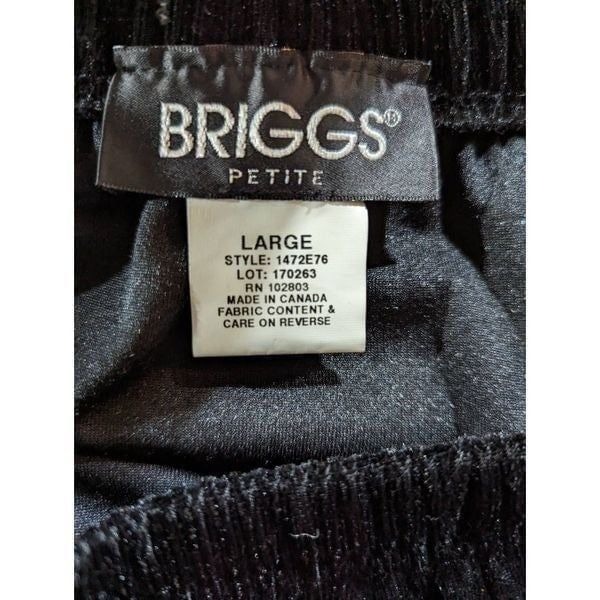 BRIGGS®
PETITE
LARGE
STYLE: 1472E76
LOT: 170263
RN 102803
MADE IN CANADA
FABRIC CONTENT &
CARE ON REVERSE